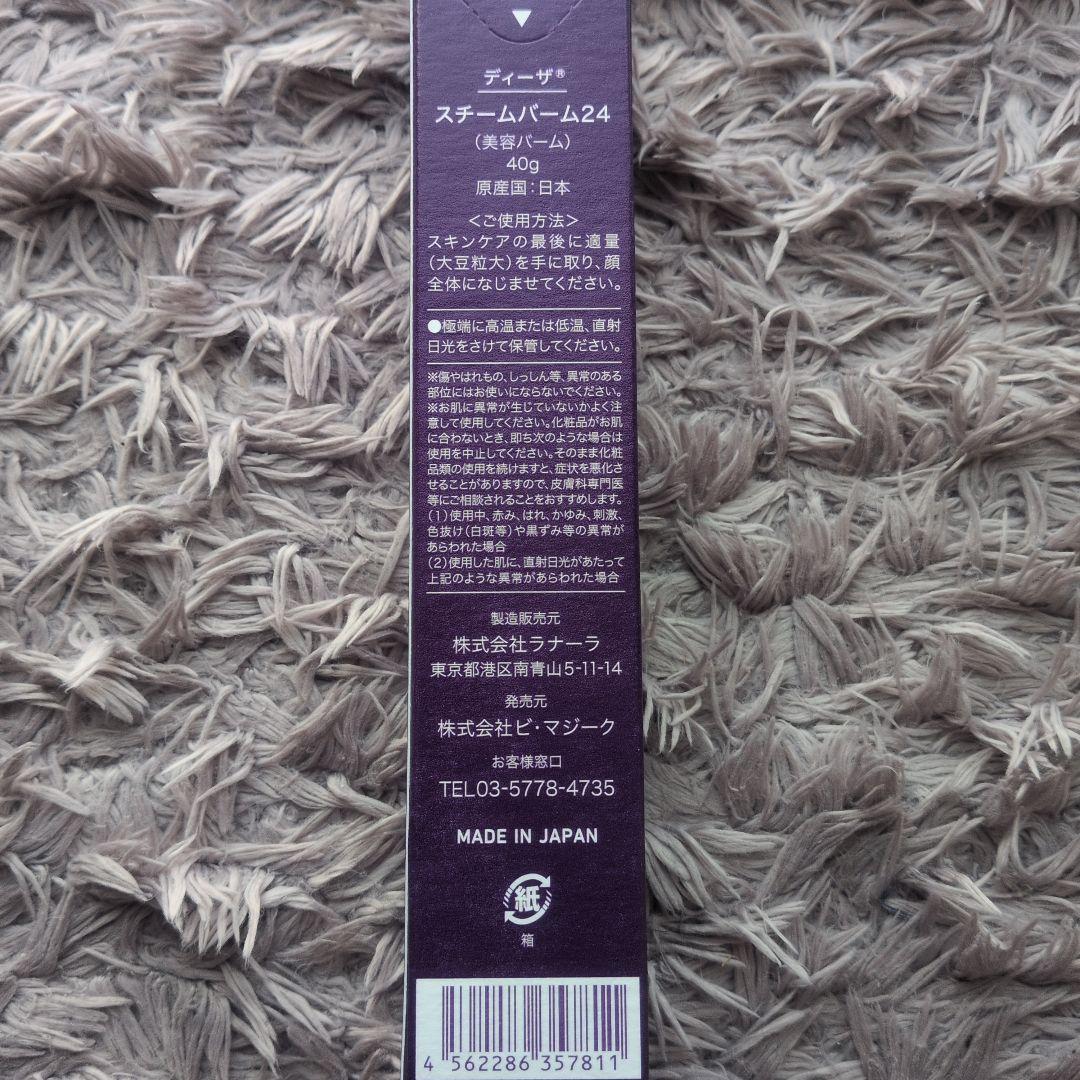 ディーザ®
スチームバーム24
（美容バーム）
40g
原産国：日本
＜ご使用方法＞
スキンケアの最後に適量
（大豆粒大）を手に取り、顔
全体になじませてください。
●極端に高温または低温、直射
日光をさけて保管してください。
※傷やはれもの、しっしん等、異常のある
部位にはお使いにならないでください。
※お肌に異常が生じていないかよく注
意して使用してください。化粧品がお肌
に合わないとき、即ち次のような場合は
使用を中止してください。そのまま化粧
品類の使用を続けますと、症状を悪化さ
せることがありますので、皮膚科専門医
等にご相談されることをおすすめします。
（1）使用中、赤み、はれ、かゆみ、刺激、
色抜け（白斑等）や黒ずみ等の異常が
あらわれた場合
（2）使用した肌に、直射日光があたって
上記のような異常があらわれた場合
製造販売元
株式会社ラナーラ
東京都港区南青山5-11-14
発売元
株式会社ビ・マジーク
お客様窓口
TEL03-5778-4735
MADE IN JAPAN
紙
箱
4 562286 357811